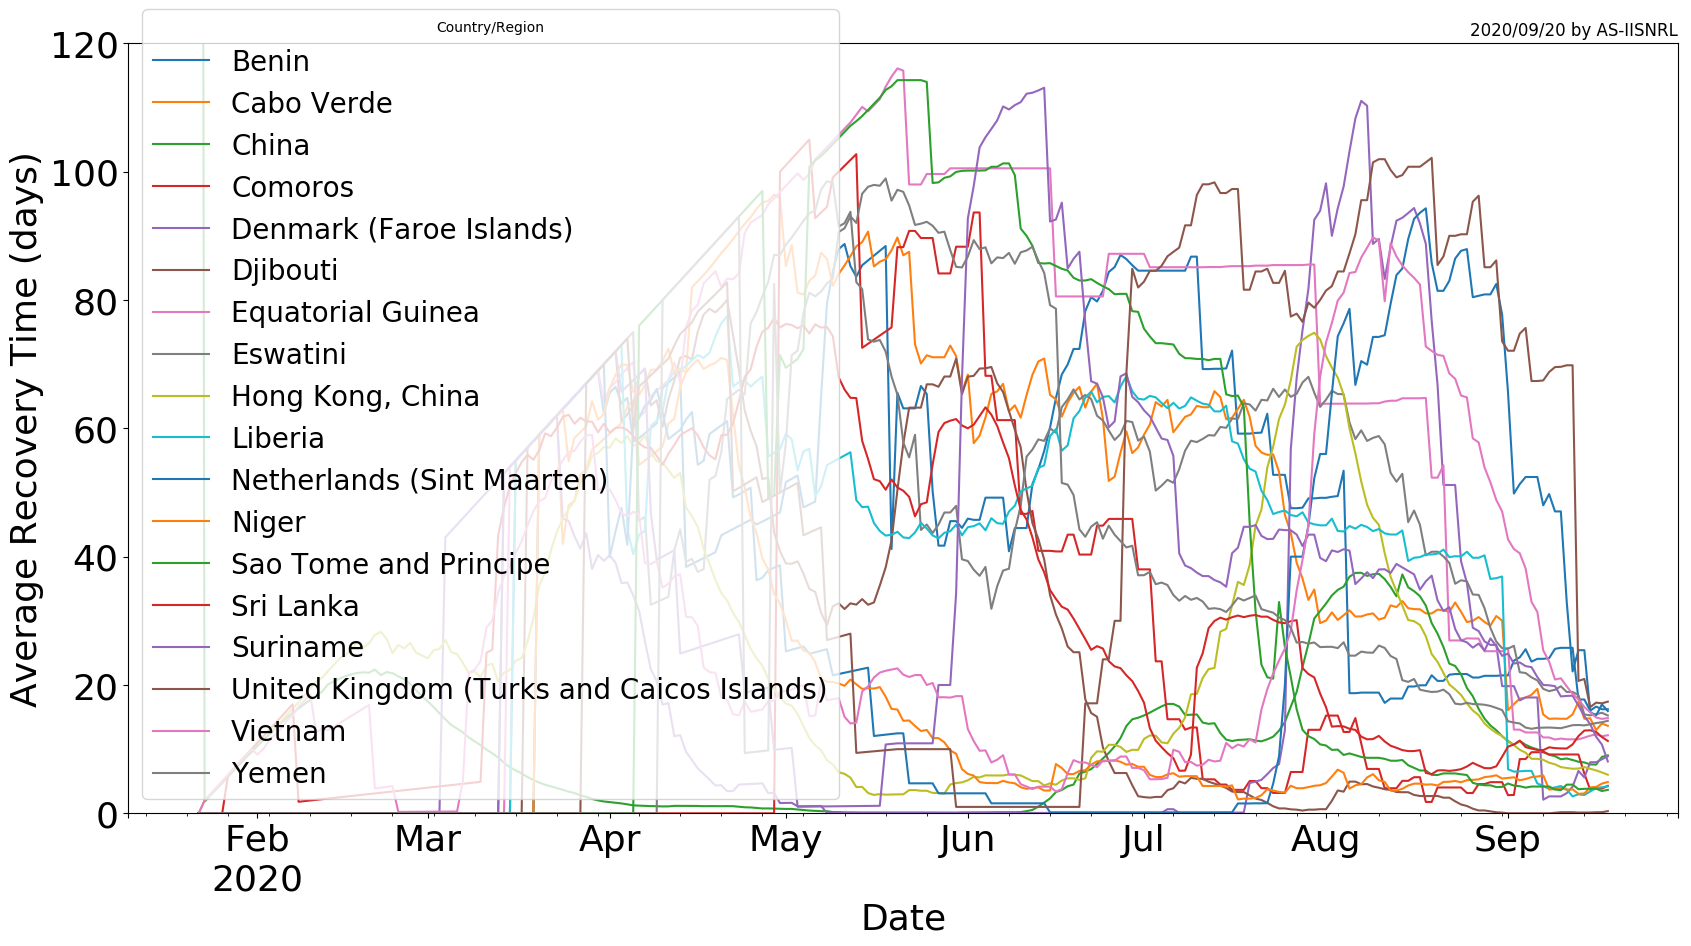 2020/09/20 by AS-IISNRL
Country/Region
Benin
Cabo Verde
China
Comoros
Denmark (Faroe Islands)
Djibouti
Equatorial Guinea
Eswatini
Hong Kong, China
Liberia
Netherlands (Sint Maarten)
Niger
Sao Tome and Principe
Sri Lanka
Suriname
United Kingdom (Turks and Caicos Islands)
Vietnam
Yemen
Average Recovery Time (days)
120
100
80
60
40
20
0
Feb Mar Apr May Jun Jul Aug Sep
2020
Date